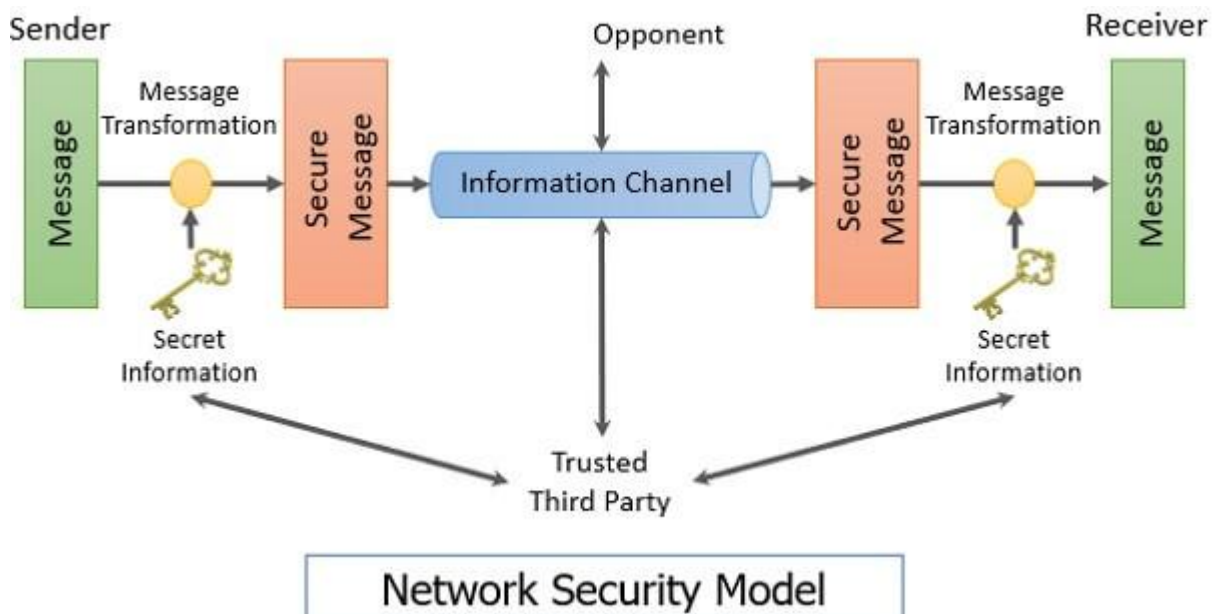 Sender
Opponent
Receiver
Message
Message
Transformation
Secure
Message
Information Channel
Secure
Message
Message
Transformation
Message
Secret
Information
Secret
Information
Trusted
Third Party
Network Security Model